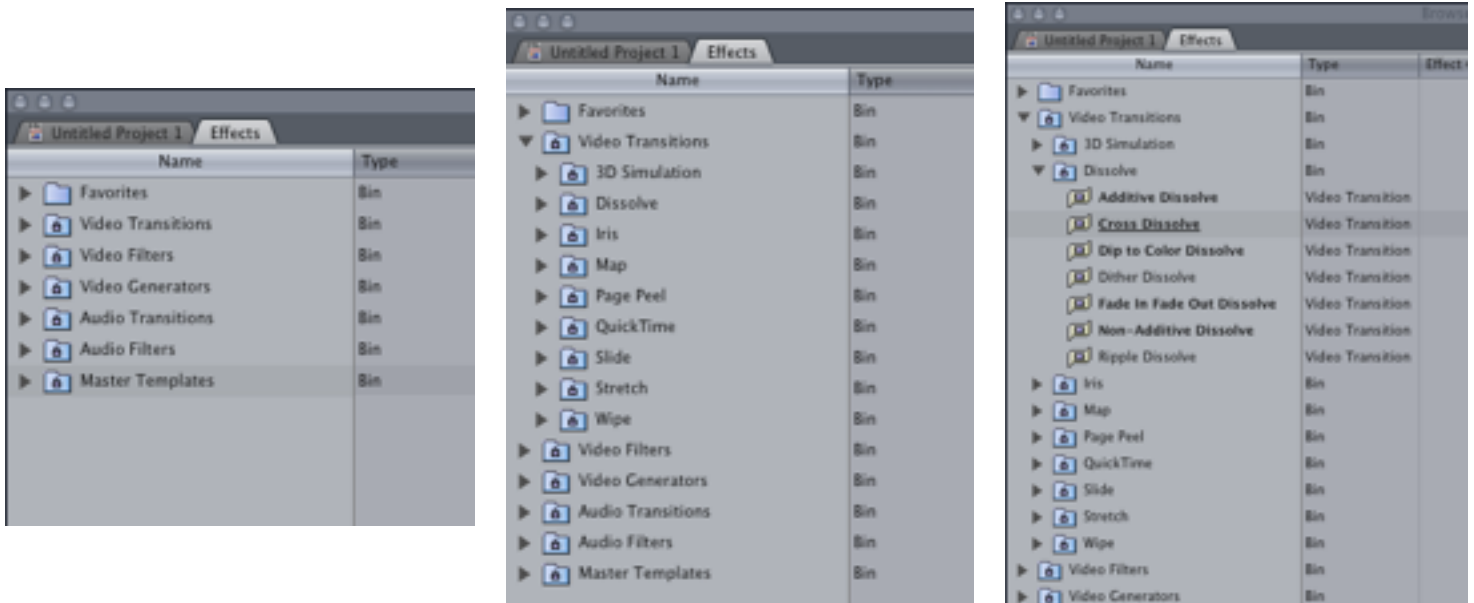 Untitled Project 1 Effects
Name Type
Favorites Bin
Video Transitions Bin
Video Filters Bin
Video Generators Bin
Audio Transitions Bin
Audio Filters Bin
Master Templates Bin
Untitled Project 1 Effects
Name Type
Favorites Bin
Video Transitions Bin
3D Simulation Bin
Dissolve Bin
Iris Bin
Map Bin
Page Peel Bin
QuickTime Bin
Slide Bin
Stretch Bin
Wipe Bin
Video Filters Bin
Video Generators Bin
Audio Transitions Bin
Audio Filters Bin
Master Templates Bin
Browse
Untitled Project 1 Effects
Name Type Effect
Favorites Bin
Video Transitions Bin
3D Simulation Bin
Dissolve Bin
Additive Dissolve Video Transition
Cross Dissolve Video Transition
Dip to Color Dissolve Video Transition
Dither Dissolve Video Transition
Fade In Fade Out Dissolve Video Transition
Non-Additive Dissolve Video Transition
Ripple Dissolve Video Transition
Iris Bin
Map Bin
Page Peel Bin
QuickTime Bin
Slide Bin
Stretch Bin
Wipe Bin
Video Filters Bin
Video Generators Bin